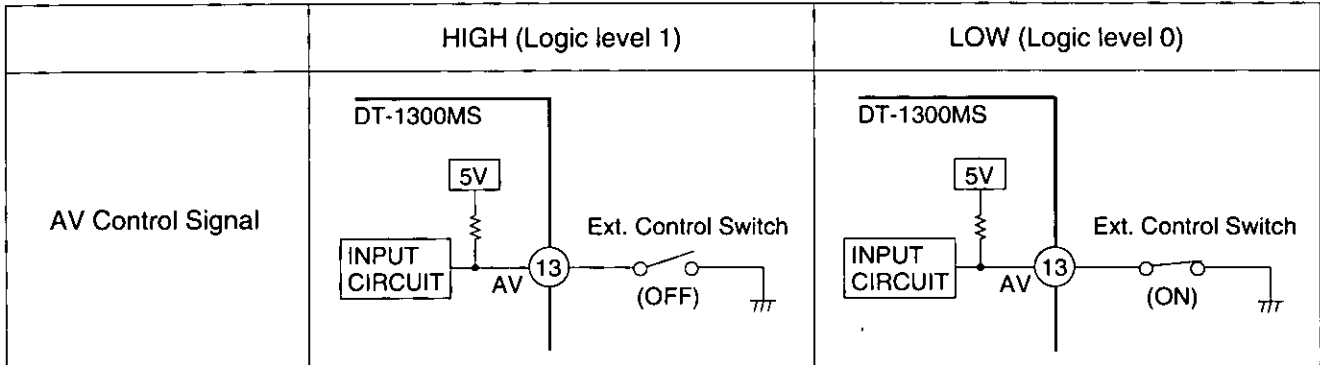 HIGH (Logic level 1)
LOW (Logic level 0)
AV Control Signal
DT-1300MS
5V
Ext. Control Switch
INPUT
CIRCUIT
AV
13
(OFF)
DT-1300MS
5V
Ext. Control Switch
INPUT
CIRCUIT
AV
13
(ON)